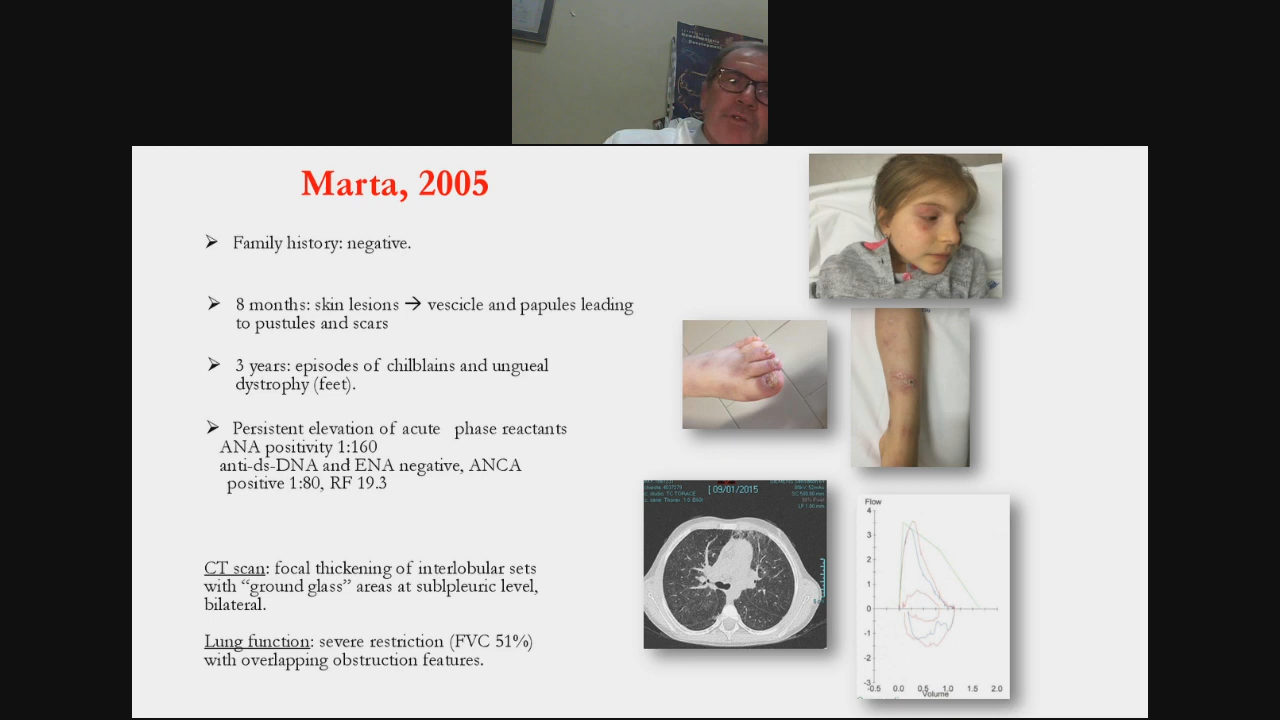 Marta, 2005
➢ Family history: negative.
➢ 8 months: skin lesions → vescicle and papules leading
to pustules and scars
➢ 3 years: episodes of chilblains and ungueal
dystrophy (feet).
➢ Persistent elevation of acute phase reactants
ANA positivity 1:160
anti-ds-DNA and ENA negative, ANCA
positive 1:80, RF 19.3
CT scan: focal thickening of interlobular sets
with “ground glass” areas at sublpleuric level,
bilateral.
Lung function: severe restriction (FVC 51%)
with overlapping obstruction features.
[ 09/01/2015
Flow
4
3
2
1
0
-1
-2
-3
-0.5 0.0 0.5 1.0 1.5 2.0
Volume